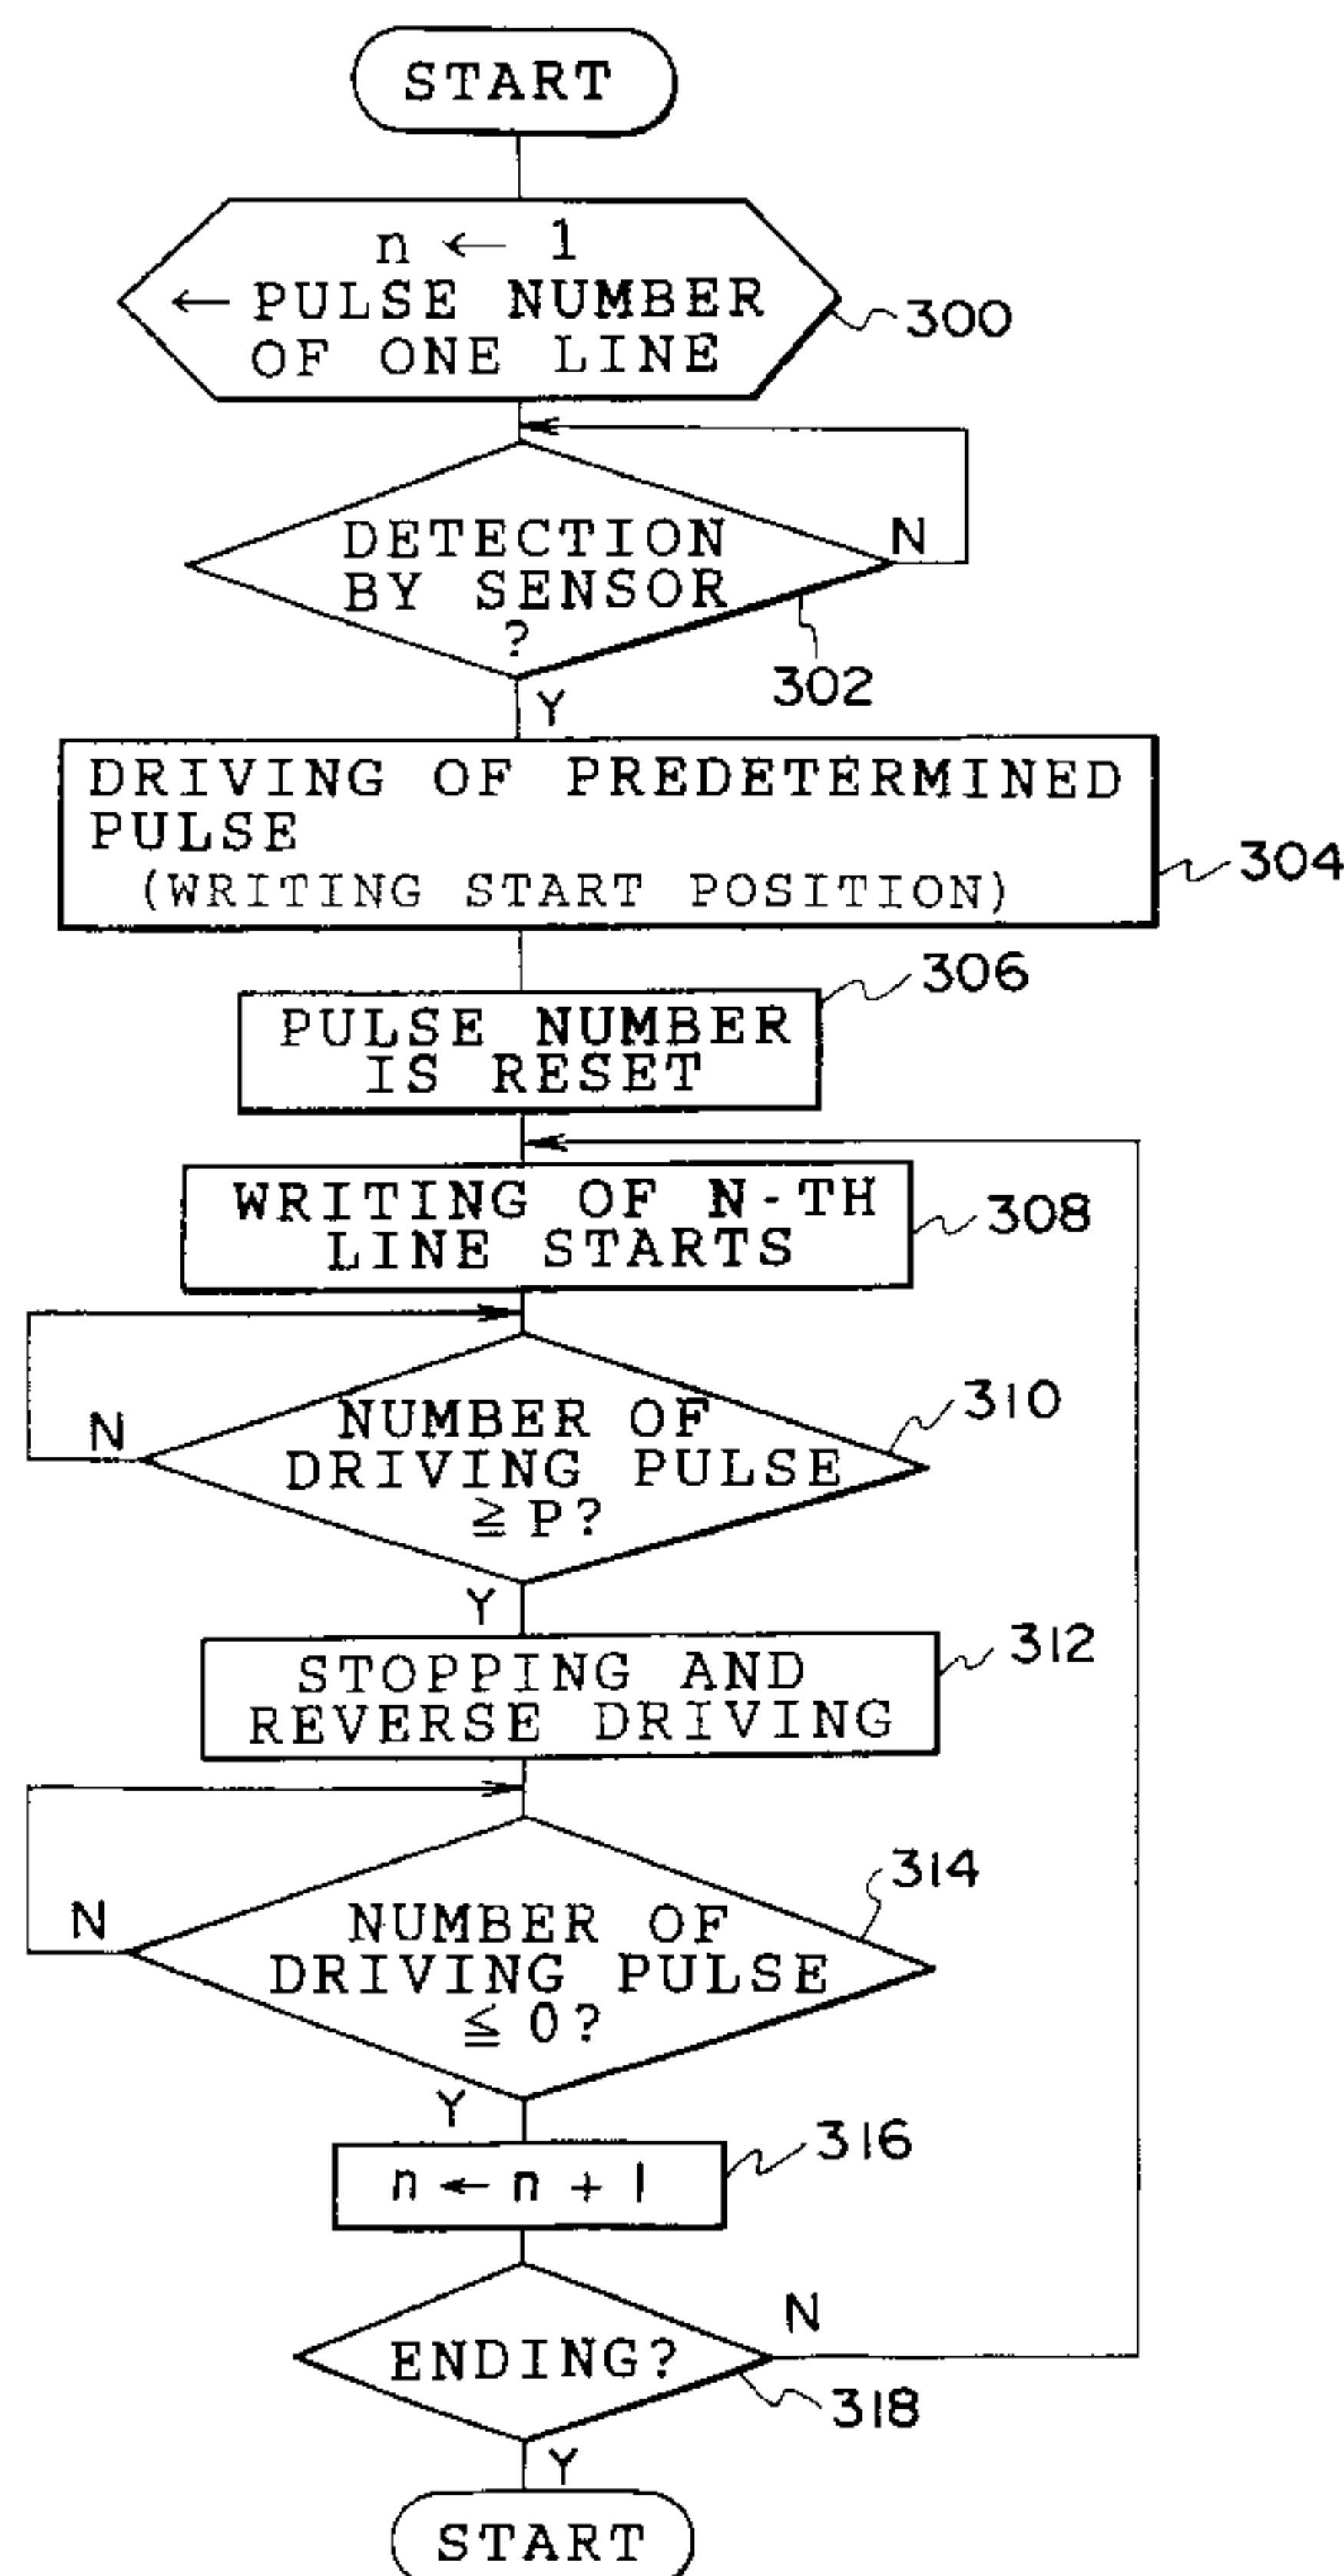 START
n ← 1
← PULSE NUMBER
OF ONE LINE
300
DETECTION
BY SENSOR
?
N
302
Y
DRIVING OF PREDETERMINED
PULSE
(WRITING START POSITION)
304
306
PULSE NUMBER
IS RESET
WRITING OF N-TH
LINE STARTS
308
310
NUMBER OF
DRIVING PULSE
≧ P?
N
Y
312
STOPPING AND
REVERSE DRIVING
314
NUMBER OF
DRIVING PULSE
≦ 0?
N
Y
316
n ← n + 1
N
ENDING?
318
Y
START